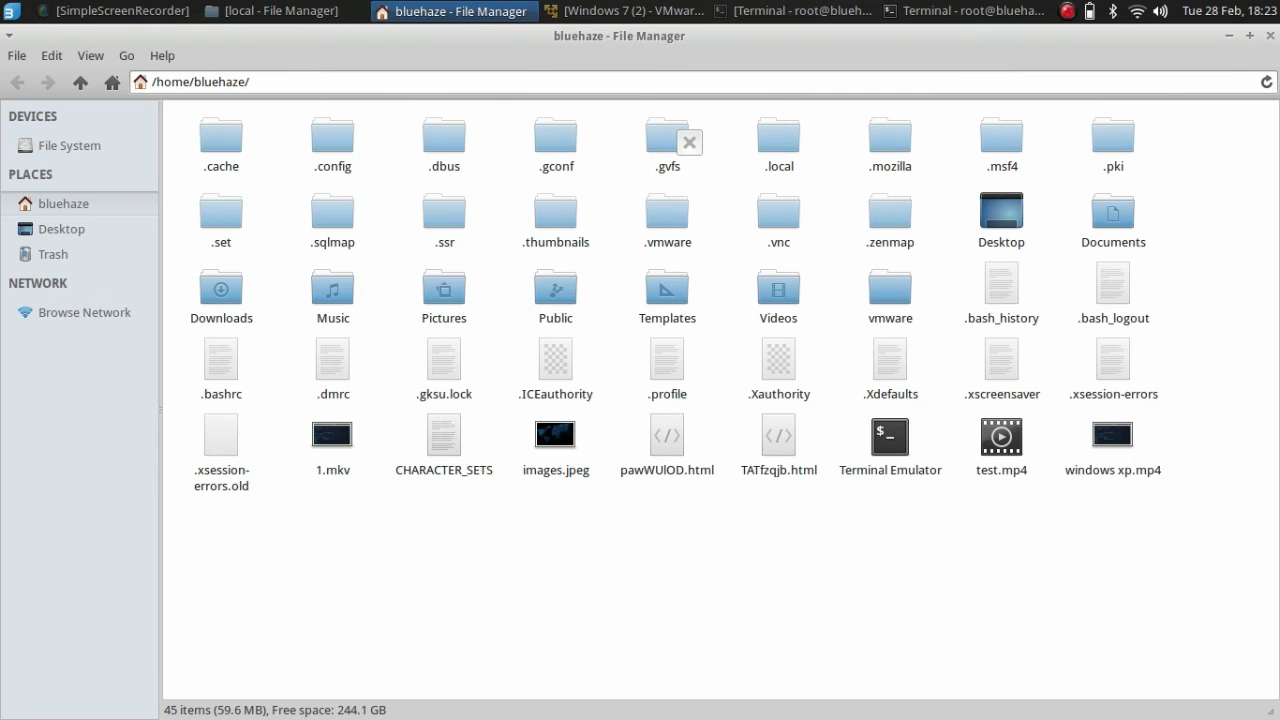 [SimpleScreenRecorder]
[local - File Manager]
bluehaze - File Manager
[Windows 7 (2) - VMwar...
[Terminal - root@blueh...
Terminal - root@blueha...
Tue 28 Feb, 18:23
bluehaze - File Manager
File Edit View Go Help
/home/bluehaze/
DEVICES
File System
PLACES
bluehaze
Desktop
Trash
NETWORK
Browse Network
.cache .config .dbus .gconf .gvfs .local .mozilla .msf4 .pki
.set .sqlmap .ssr .thumbnails .vmware .vnc .zenmap Desktop Documents
Downloads Music Pictures Public Templates Videos vmware .bash_history .bash_logout
.bashrc .dmrc .gksu.lock .ICEauthority .profile .Xauthority .Xdefaults .xscreensaver .xsession-errors
.xsession-
errors.old
1.mkv CHARACTER_SETS images.jpeg pawWUlOD.html TATfzqjb.html Terminal Emulator test.mp4 windows xp.mp4
45 items (59.6 MB), Free space: 244.1 GB